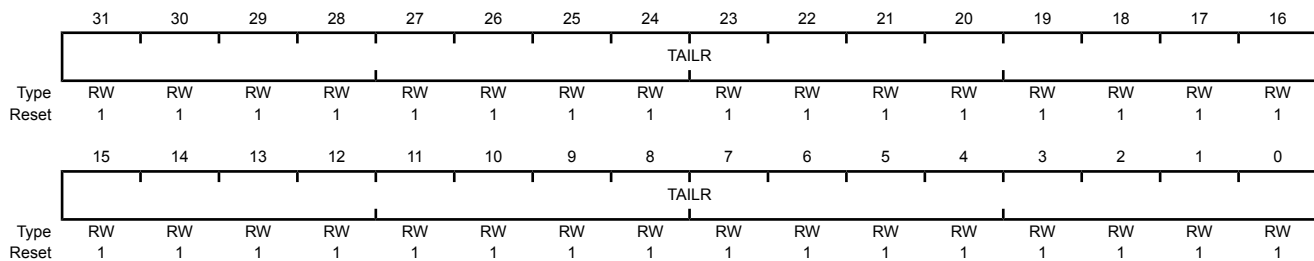 31 30 29 28 27 26 25 24 23 22 21 20 19 18 17 16
TAILR
Type RW RW RW RW RW RW RW RW RW RW RW RW RW RW RW RW
Reset 1 1 1 1 1 1 1 1 1 1 1 1 1 1 1 1
15 14 13 12 11 10 9 8 7 6 5 4 3 2 1 0
TAILR
Type RW RW RW RW RW RW RW RW RW RW RW RW RW RW RW RW
Reset 1 1 1 1 1 1 1 1 1 1 1 1 1 1 1 1